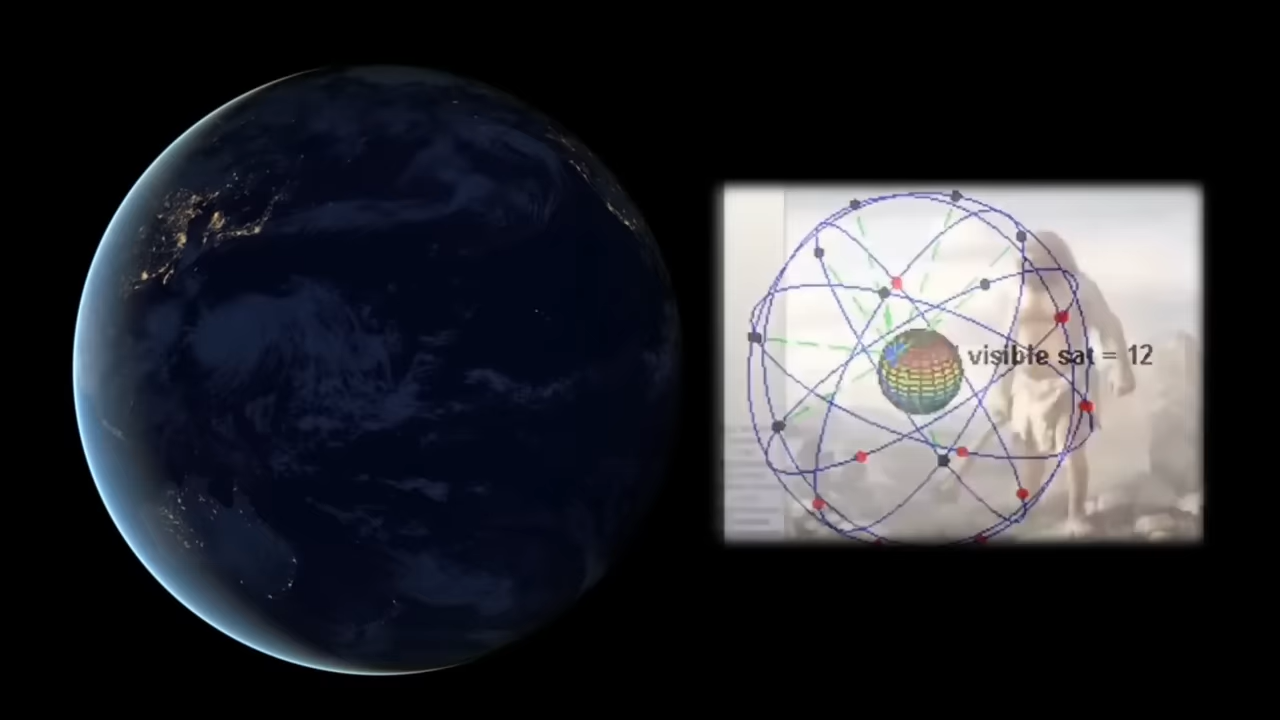 visible sat = 12